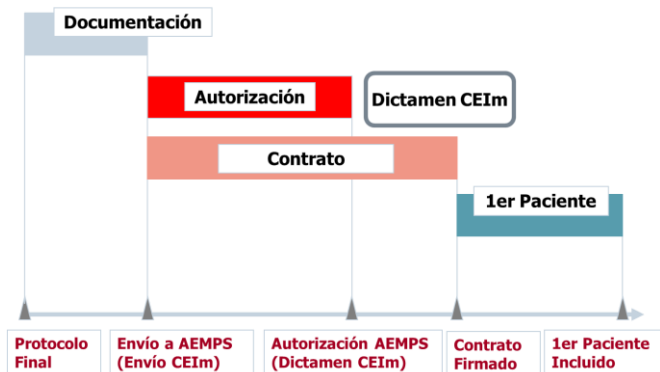 Documentación
Autorización
Dictamen CEIm
Contrato
1er Paciente
Protocolo
Final
Envío a AEMPS
(Envío CEIm)
Autorización AEMPS
(Dictamen CEIm)
Contrato
Firmado
1er Paciente
Incluido